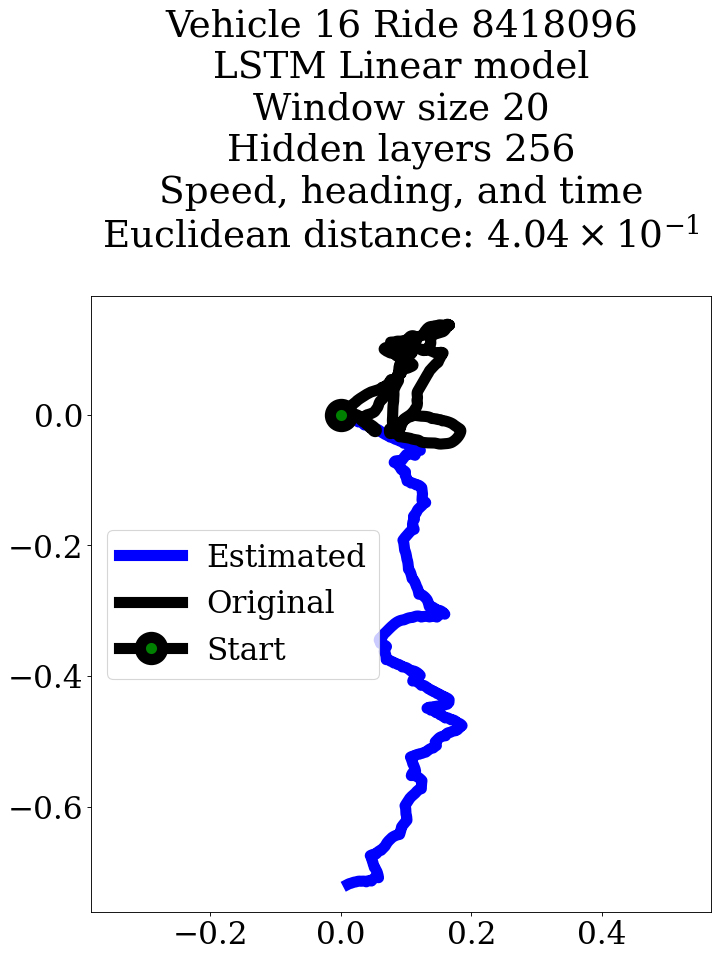 Vehicle 16 Ride 8418096
LSTM Linear model
Window size 20
Hidden layers 256
Speed, heading, and time
Euclidean distance: 4.04 × 10⁻¹
0.0
−0.2
−0.4
−0.6
Estimated
Original
Start
−0.2 0.0 0.2 0.4